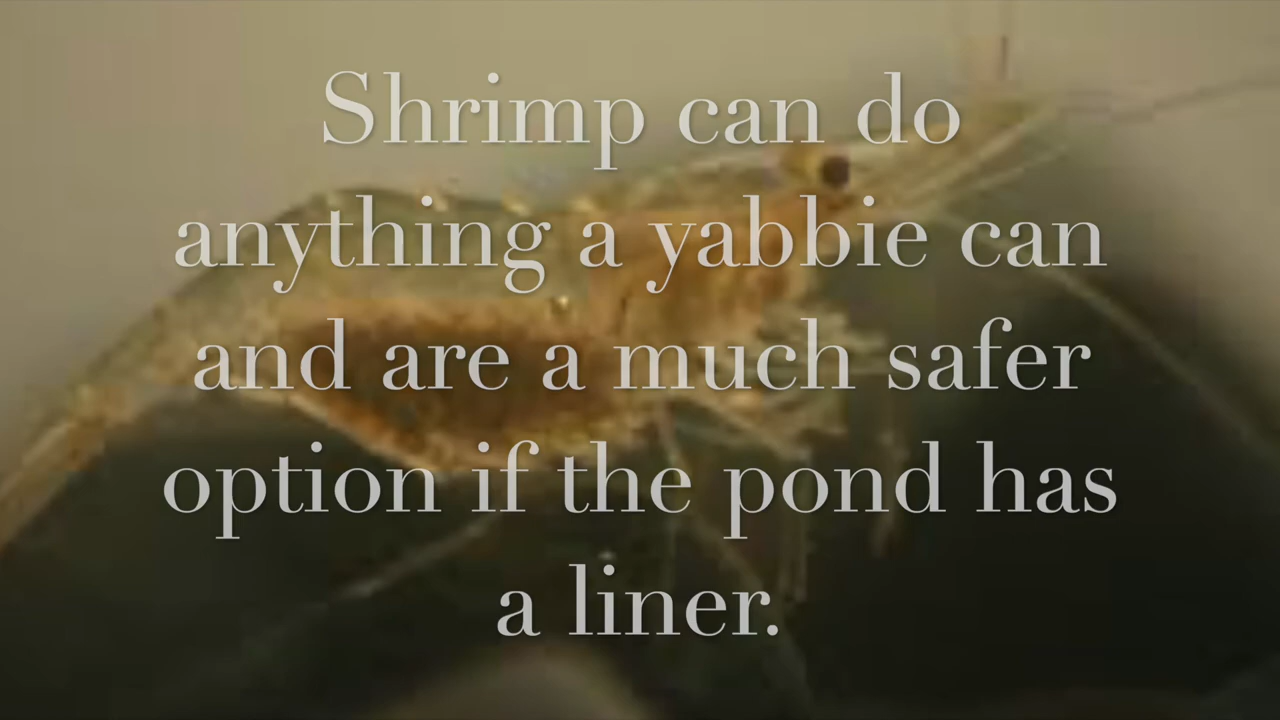 Shrimp can do
anything a yabbie can
and are a much safer
option if the pond has
a liner.